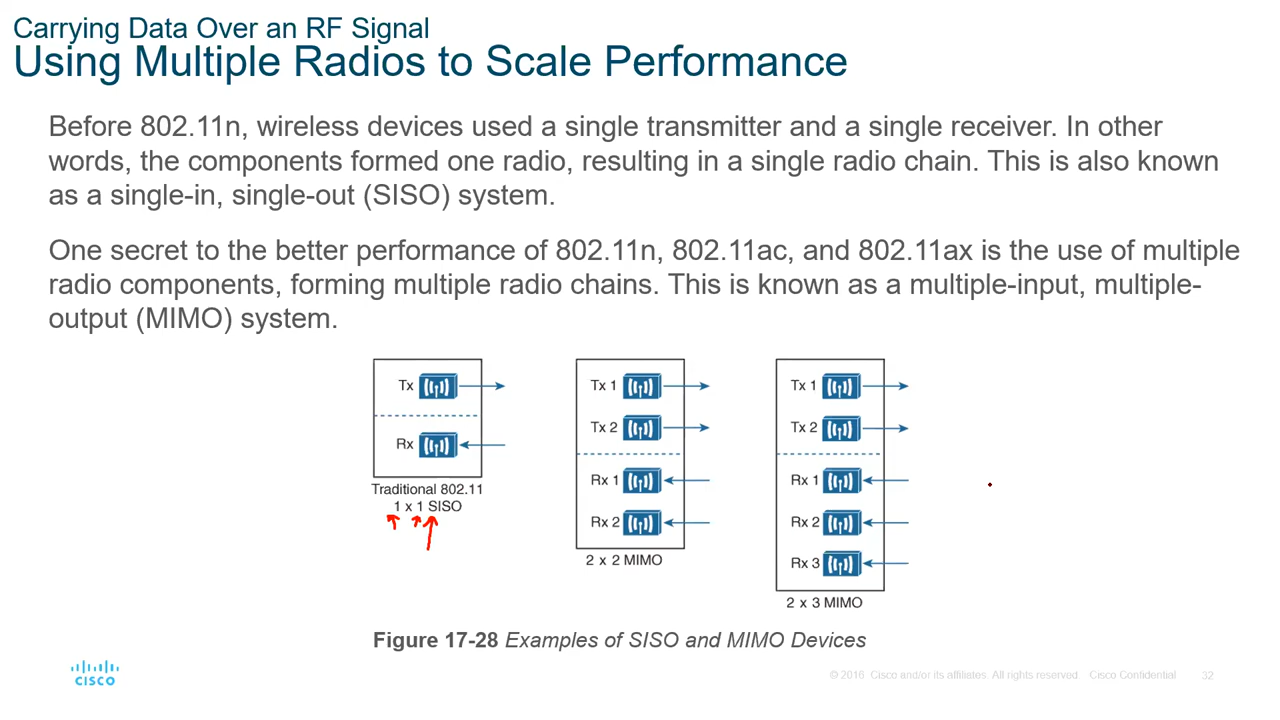 Carrying Data Over an RF Signal
Using Multiple Radios to Scale Performance
Before 802.11n, wireless devices used a single transmitter and a single receiver. In other
words, the components formed one radio, resulting in a single radio chain. This is also known
as a single-in, single-out (SISO) system.
One secret to the better performance of 802.11n, 802.11ac, and 802.11ax is the use of multiple
radio components, forming multiple radio chains. This is known as a multiple-input, multiple-
output (MIMO) system.
Tx
Rx
Traditional 802.11
1 x 1 SISO
Tx 1
Tx 2
Rx 1
Rx 2
2 x 2 MIMO
Tx 1
Tx 2
Rx 1
Rx 2
Rx 3
2 x 3 MIMO
Figure 17-28 Examples of SISO and MIMO Devices
CISCO
© 2016 Cisco and/or its affiliates. All rights reserved. Cisco Confidential
32